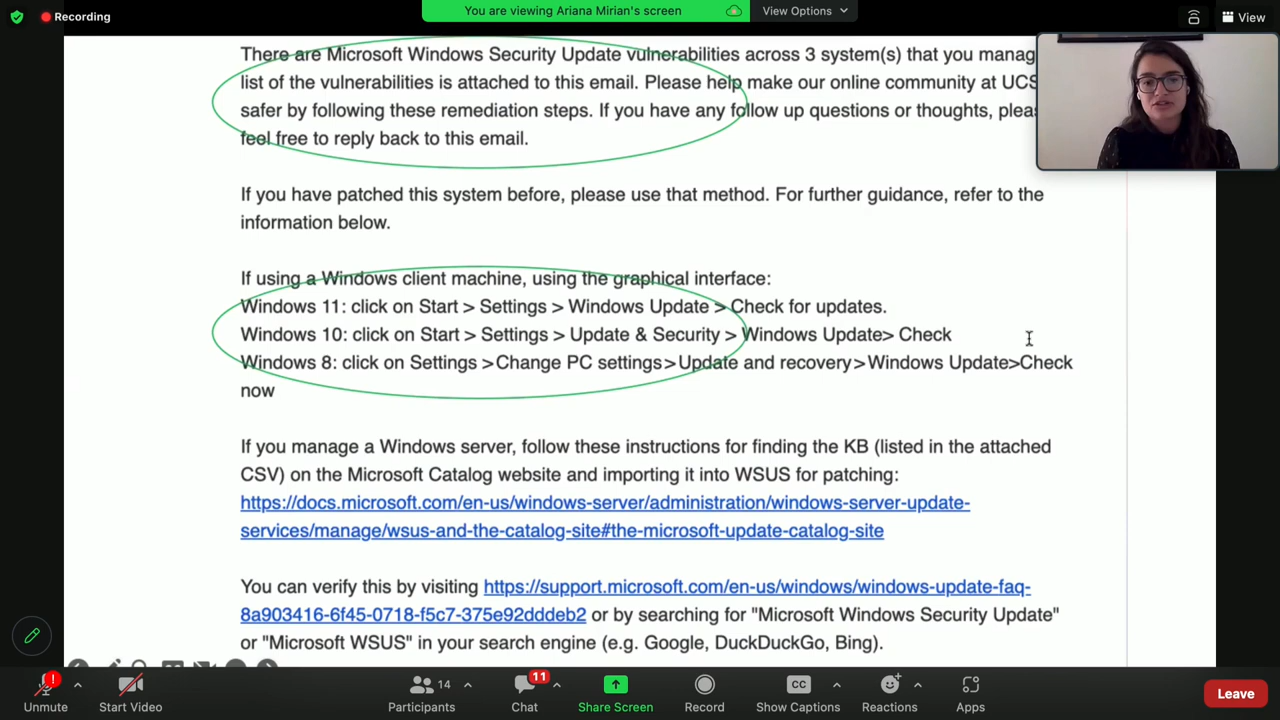 Recording
You are viewing Ariana Mirian's screen
View Options
View
There are Microsoft Windows Security Update vulnerabilities across 3 system(s) that you manag
list of the vulnerabilities is attached to this email. Please help make our online community at UCS
safer by following these remediation steps. If you have any follow up questions or thoughts, pleas
feel free to reply back to this email.
If you have patched this system before, please use that method. For further guidance, refer to the
information below.
If using a Windows client machine, using the graphical interface:
Windows 11: click on Start > Settings > Windows Update > Check for updates.
Windows 10: click on Start > Settings > Update & Security > Windows Update> Check
Windows 8: click on Settings >Change PC settings>Update and recovery>Windows Update>Check
now
If you manage a Windows server, follow these instructions for finding the KB (listed in the attached
CSV) on the Microsoft Catalog website and importing it into WSUS for patching:
https://docs.microsoft.com/en-us/windows-server/administration/windows-server-update-
services/manage/wsus-and-the-catalog-site#the-microsoft-update-catalog-site
You can verify this by visiting https://support.microsoft.com/en-us/windows/windows-update-faq-
8a903416-6f45-0718-f5c7-375e92dddeb2 or by searching for "Microsoft Windows Security Update"
or "Microsoft WSUS" in your search engine (e.g. Google, DuckDuckGo, Bing).
14
11
CC
Unmute
Start Video
Participants
Chat
Share Screen
Record
Show Captions
Reactions
Apps
Leave